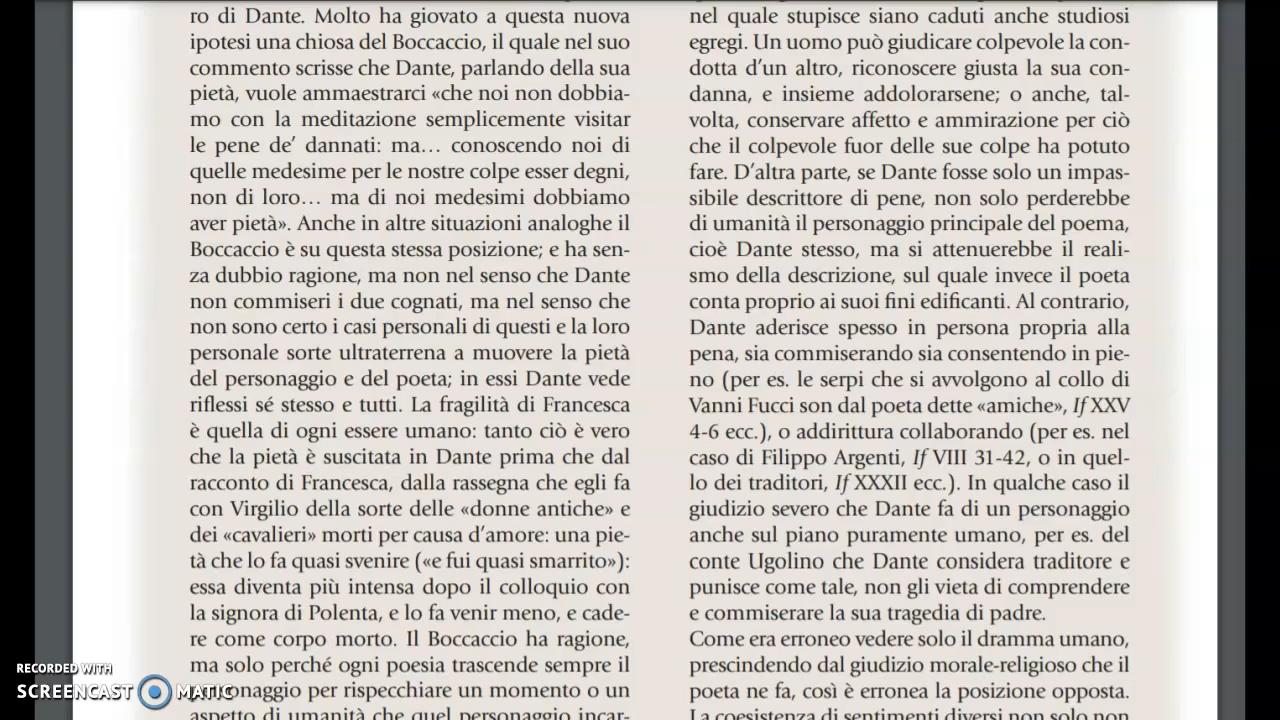 ro di Dante. Molto ha giovato a questa nuova
ipotesi una chiosa del Boccaccio, il quale nel suo
commento scrisse che Dante, parlando della sua
pietà, vuole ammaestrarci «che noi non dobbia-
mo con la meditazione semplicemente visitar
le pene de’ dannati: ma… conoscendo noi di
quelle medesime per le nostre colpe esser degni,
non di loro… ma di noi medesimi dobbiamo
aver pietà». Anche in altre situazioni analoghe il
Boccaccio è su questa stessa posizione; e ha sen-
za dubbio ragione, ma non nel senso che Dante
non commiseri i due cognati, ma nel senso che
non sono certo i casi personali di questi e la loro
personale sorte ultraterrena a muovere la pietà
del personaggio e del poeta; in essi Dante vede
riflessi sé stesso e tutti. La fragilità di Francesca
è quella di ogni essere umano: tanto ciò è vero
che la pietà è suscitata in Dante prima che dal
racconto di Francesca, dalla rassegna che egli fa
con Virgilio della sorte delle «donne antiche» e
dei «cavalieri» morti per causa d’amore: una pie-
tà che lo fa quasi svenire («e fui quasi smarrito»):
essa diventa più intensa dopo il colloquio con
la signora di Polenta, e lo fa venir meno, e cade-
re come corpo morto. Il Boccaccio ha ragione,
ma solo perché ogni poesia trascende sempre il
onaggio per rispecchiare un momento o un
aspetto di umanità che quel personaggio incar-
nel quale stupisce siano caduti anche studiosi
egregi. Un uomo può giudicare colpevole la con-
dotta d’un altro, riconoscere giusta la sua con-
danna, e insieme addolorarsene; o anche, tal-
volta, conservare affetto e ammirazione per ciò
che il colpevole fuor delle sue colpe ha potuto
fare. D’altra parte, se Dante fosse solo un impas-
sibile descrittore di pene, non solo perderebbe
di umanità il personaggio principale del poema,
cioè Dante stesso, ma si attenuerebbe il reali-
smo della descrizione, sul quale invece il poeta
conta proprio ai suoi fini edificanti. Al contrario,
Dante aderisce spesso in persona propria alla
pena, sia commiserando sia consentendo in pie-
no (per es. le serpi che si avvolgono al collo di
Vanni Fucci son dal poeta dette «amiche», If XXV
4-6 ecc.), o addirittura collaborando (per es. nel
caso di Filippo Argenti, If VIII 31-42, o in quel-
lo dei traditori, If XXXII ecc.). In qualche caso il
giudizio severo che Dante fa di un personaggio
anche sul piano puramente umano, per es. del
conte Ugolino che Dante considera traditore e
punisce come tale, non gli vieta di comprendere
e commiserare la sua tragedia di padre.
Come era erroneo vedere solo il dramma umano,
prescindendo dal giudizio morale-religioso che il
poeta ne fa, così è erronea la posizione opposta.
La coesistenza di sentimenti diversi non solo non
RECORDED WITH
SCREENCAST MATIC